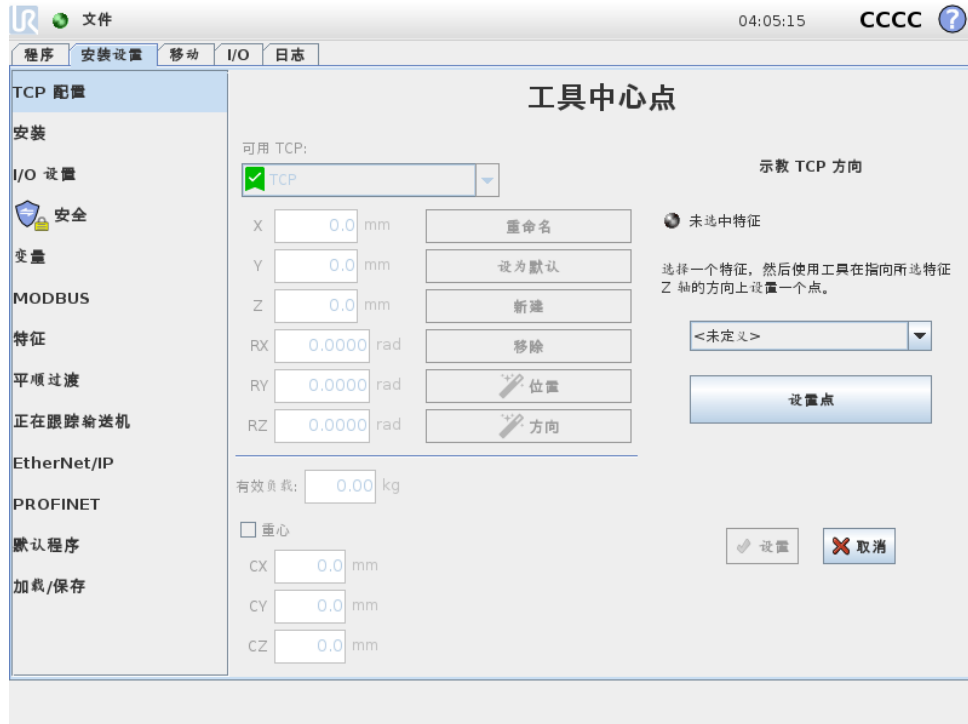 UR 文件 04:05:15 CCCC ?
程序 安装设置 移动 I/O 日志
TCP 配置
安装
I/O 设置
安全
变量
MODBUS
特征
平顺过渡
正在跟踪输送机
EtherNet/IP
PROFINET
默认程序
加载/保存
工具中心点
可用 TCP:
TCP
X 0.0 mm 重命名
Y 0.0 mm 设为默认
Z 0.0 mm 新建
RX 0.0000 rad 移除
RY 0.0000 rad 位置
RZ 0.0000 rad 方向
有效负载: 0.00 kg
重心
CX 0.0 mm
CY 0.0 mm
CZ 0.0 mm
示教 TCP 方向
未选中特征
选择一个特征，然后使用工具在指向所选特征
Z 轴的方向上设置一个点。
<未定义>
设置点
设置 取消